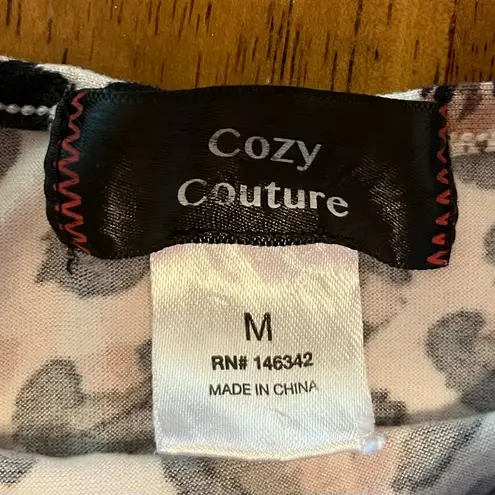 Cozy
Couture
M
RN# 146342
MADE IN CHINA